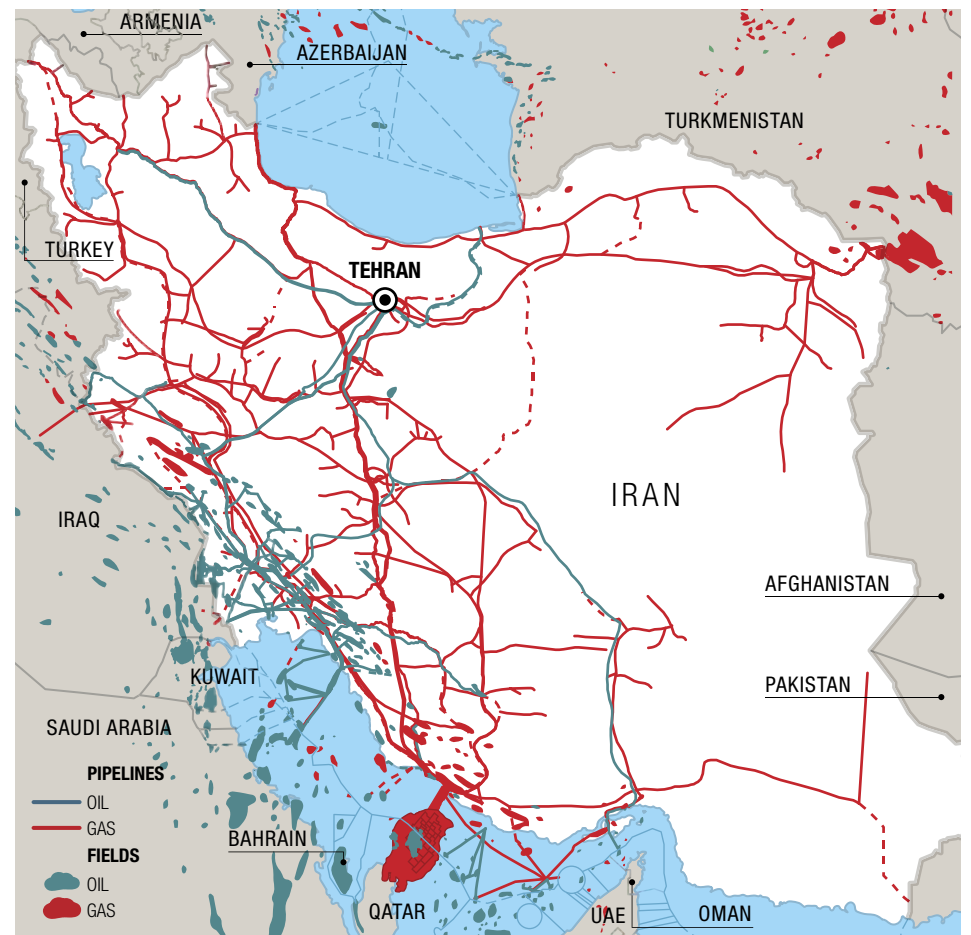 ARMENIA
AZERBAIJAN
TURKMENISTAN
TURKEY
TEHRAN
IRAN
IRAQ
AFGHANISTAN
KUWAIT
PAKISTAN
SAUDI ARABIA
PIPELINES
OIL
GAS
FIELDS
OIL
GAS
BAHRAIN
QATAR
UAE
OMAN